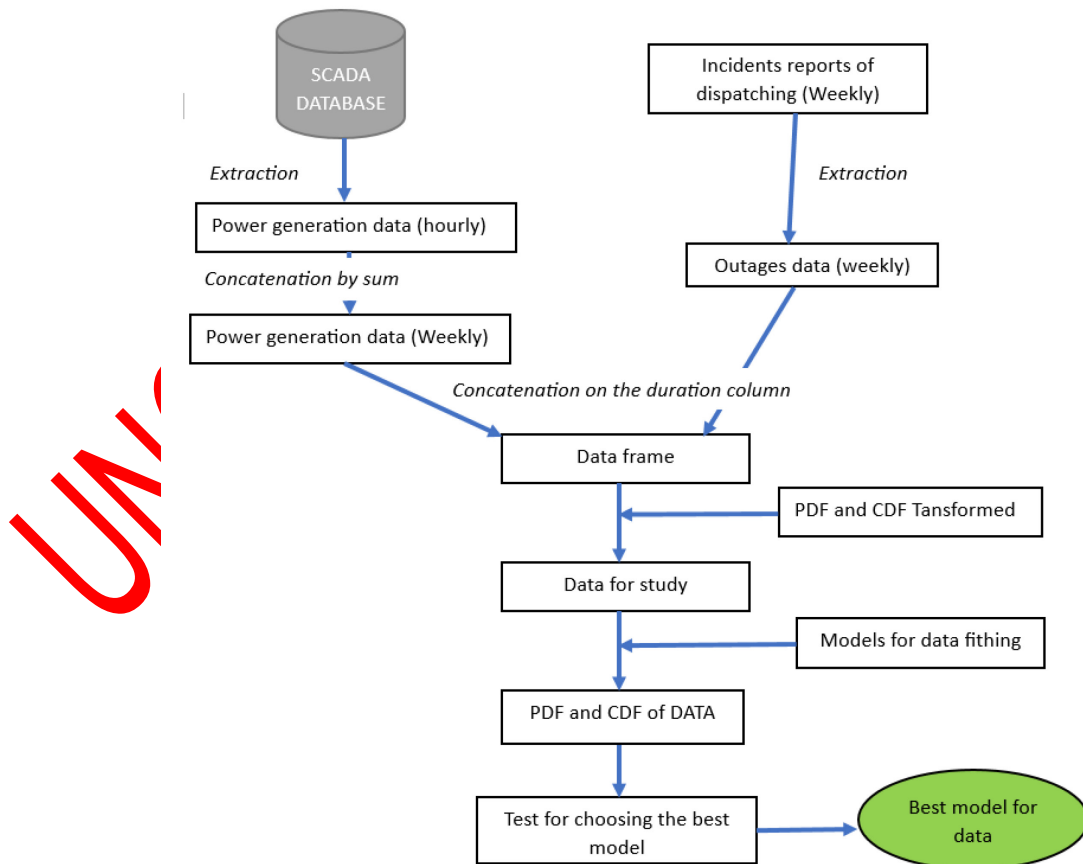 SCADA
DATABASE
Incidents reports of
dispatching (Weekly)
Extraction
Extraction
Power generation data (hourly)
Outages data (weekly)
Concatenation by sum
Power generation data (Weekly)
Concatenation on the duration column
Data frame
PDF and CDF Tansformed
Data for study
Models for data fithing
PDF and CDF of DATA
Test for choosing the best
model
Best model for
data